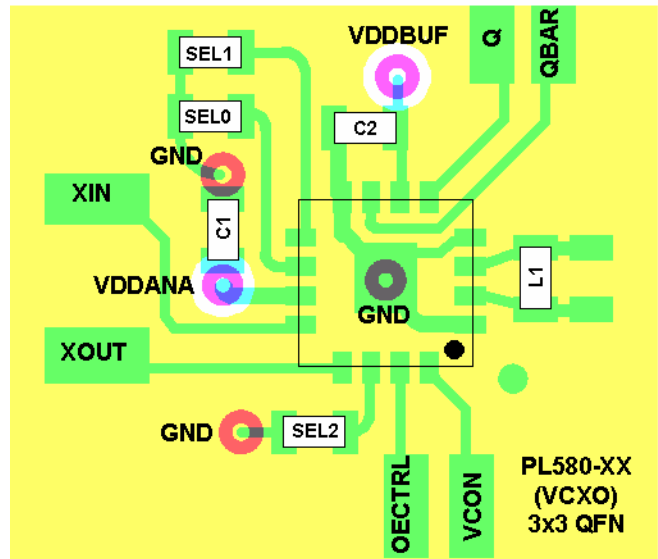 SEL1
VDDBUF
Q
QBAR
SEL0
C2
GND
XIN
C1
VDDANA
L1
GND
XOUT
GND
SEL2
OECTRL
VCON
PL580-XX
(VCXO)
3x3 QFN